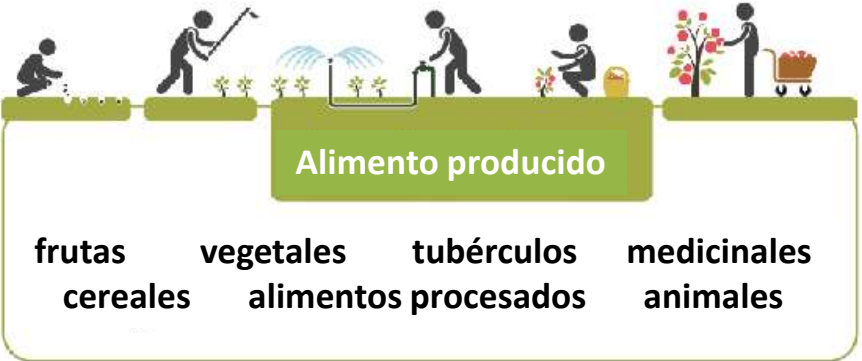 Alimento producido
frutas vegetales tubérculos medicinales
cereales alimentos procesados animales